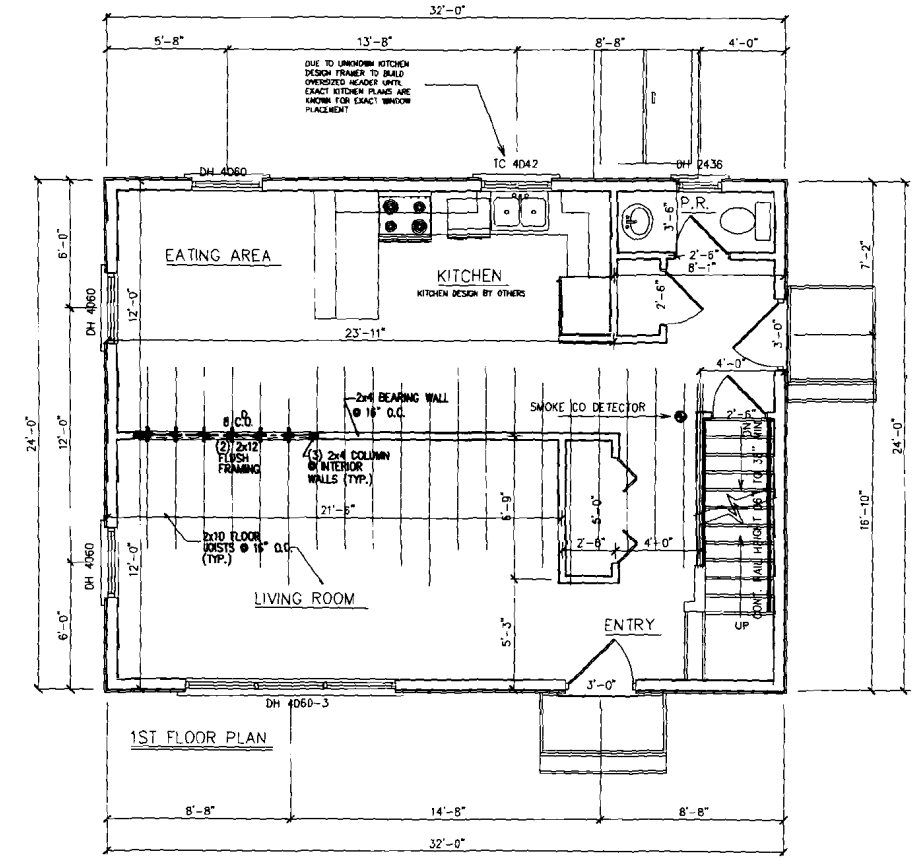 32'-0"
5'-8"
13'-8"
8'-8"
4'-0"
DUE TO UNKNOWN KITCHEN
DESIGN FRAMER TO BUILD
OVERSIZED HEADER UNTIL
EXACT KITCHEN PLANS ARE
KNOWN FOR EXACT WINDOW
PLACEMENT
DH 4060
TC 4042
DH 2436
P.R.
3'-6"
6'-0"
EATING AREA
KITCHEN
KITCHEN DESIGN BY OTHERS
2'-6"
8'-1"
7'-2"
2'-6"
DH 4060
12'-0"
23'-11"
3'-0"
4'-0"
2x4 BEARING WALL
@ 16" O.C.
SMOKE CO DETECTOR
2'-6"
24'-0"
12'-0"
24'-0"
8' C.O.
(2) 2x12
FLUSH
FRAMING
(3) 2x4 COLUMN
@ INTERIOR
WALLS (TYP.)
DN
21'-6"
6'-9"
5'-0"
16'-10"
2x10 FLOOR
JOISTS @ 16" O.C.
(TYP.)
2'-8"
4'-0"
DH 4060
12'-0"
LIVING ROOM
ENTRY
UP
6'-0"
5'-3"
3'-0"
DH 4060-3
1ST FLOOR PLAN
8'-8"
14'-8"
8'-8"
32'-0"